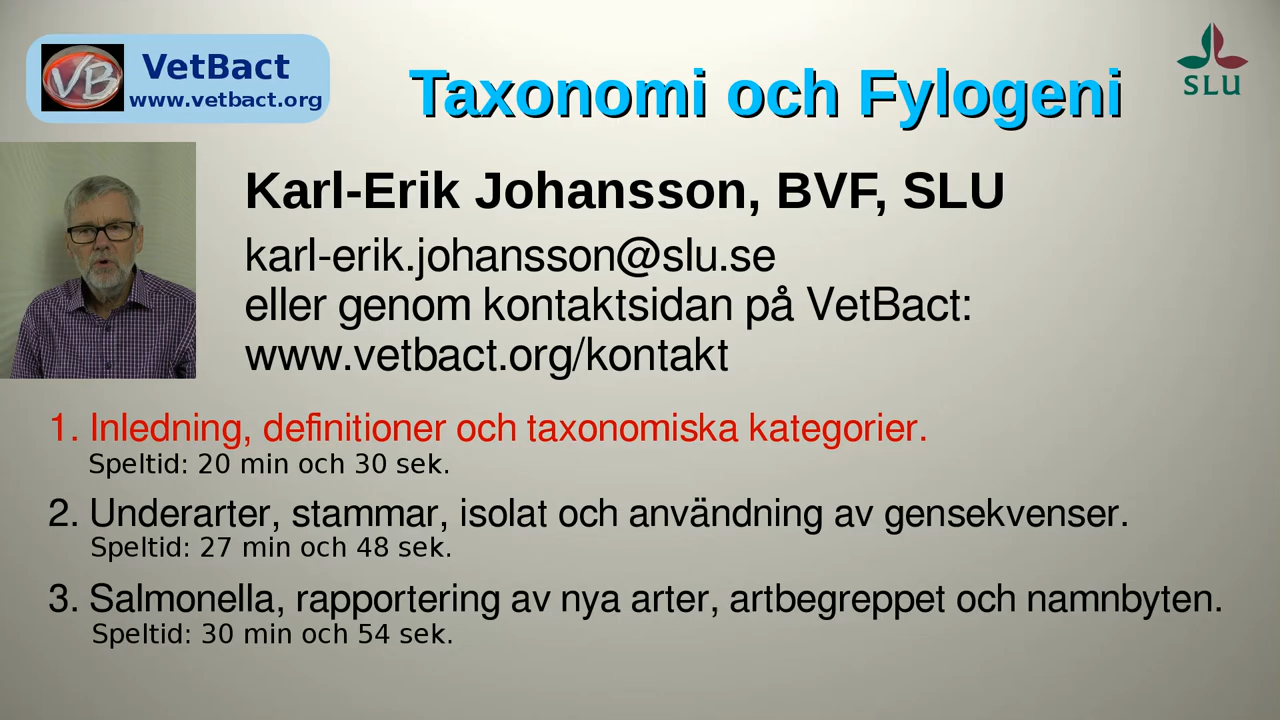 VB
VetBact
www.vetbact.org
Taxonomi och Fylogeni
SLU
Karl-Erik Johansson, BVF, SLU
karl-erik.johansson@slu.se
eller genom kontaktsidan på VetBact:
www.vetbact.org/kontakt
1. Inledning, definitioner och taxonomiska kategorier.
Speltid: 20 min och 30 sek.
2. Underarter, stammar, isolat och användning av gensekvenser.
Speltid: 27 min och 48 sek.
3. Salmonella, rapportering av nya arter, artbegreppet och namnbyten.
Speltid: 30 min och 54 sek.